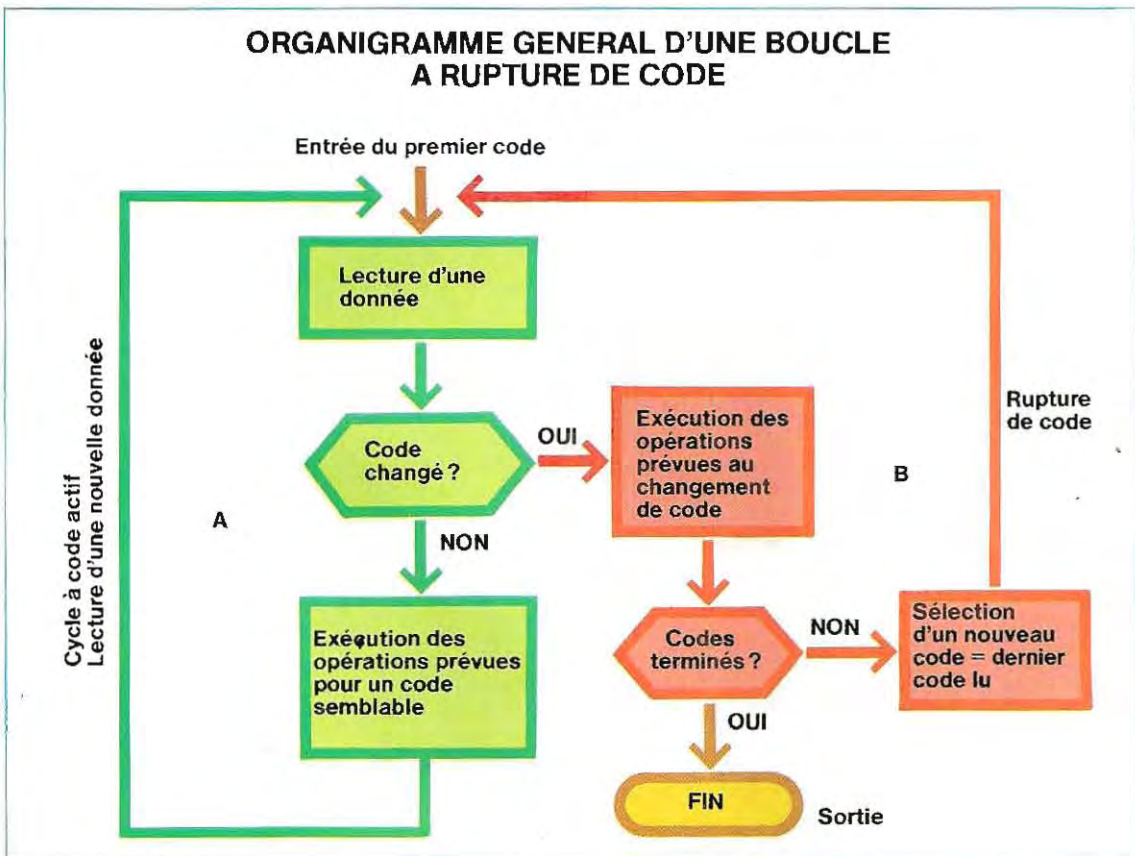 ORGANIGRAMME GENERAL D'UNE BOUCLE
A RUPTURE DE CODE
Entrée du premier code
Lecture d'une
donnée
Code
changé ?
OUI
NON
Exécution des
opérations
prévues au
changement
de code
A
B
Rupture
de code
Cycle à code actif
Lecture d'une nouvelle donnée
Exécution des
opérations prévues
pour un code
semblable
Codes
terminés ?
NON
OUI
Sélection
d'un nouveau
code = dernier
code lu
FIN
Sortie